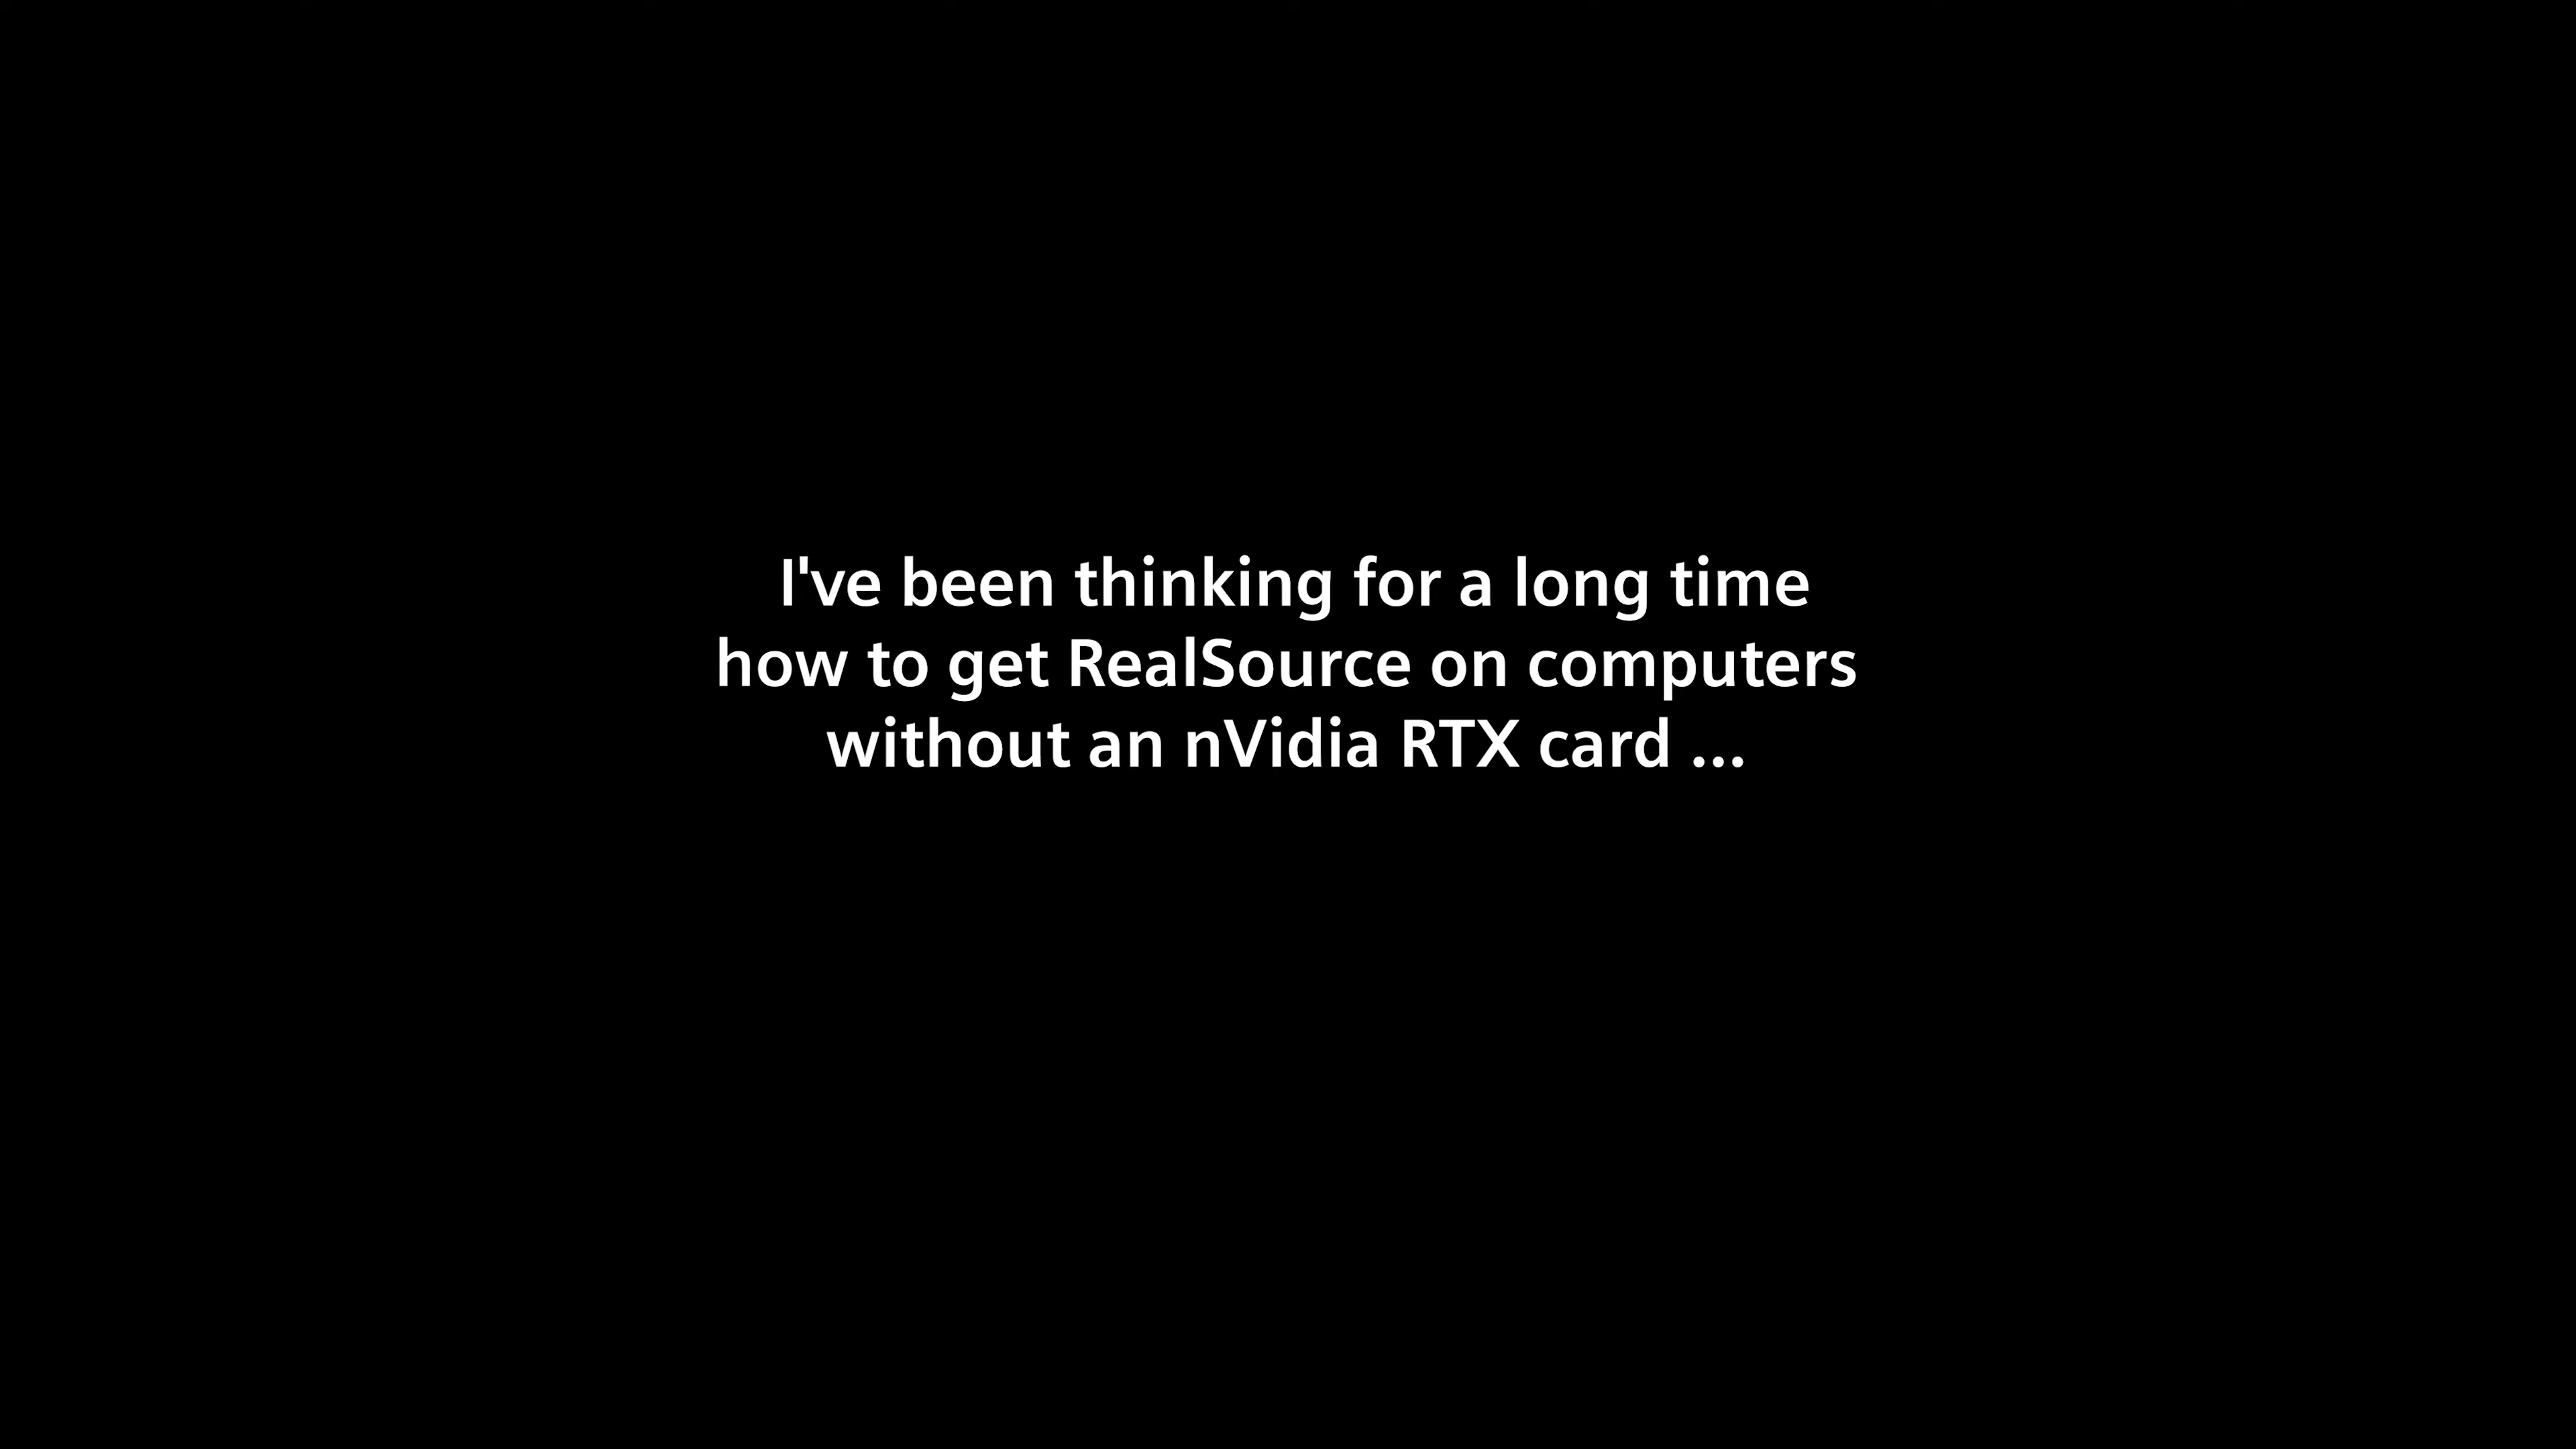 I've been thinking for a long time
how to get RealSource on computers
without an nVidia RTX card ...